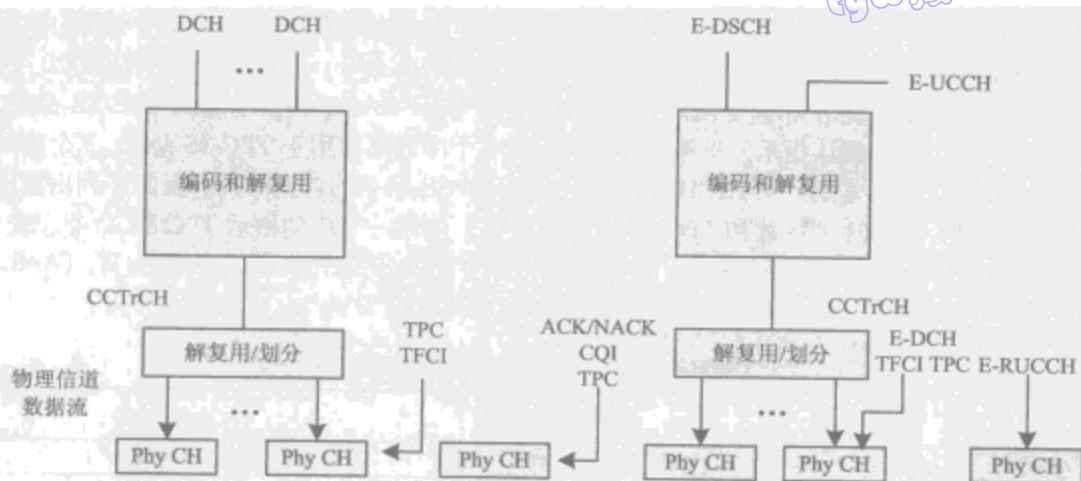 DCH
DCH
...
编码和解复用
CCTrCH
解复用/划分
TPC
TFCI
物理信道
数据流
...
Phy CH
Phy CH
ACK/NACK
CQI
TPC
Phy CH
E-DSCH
E-UCCH
编码和解复用
CCTrCH
解复用/划分
E-DCH
TFCI TPC
E-RUCCH
...
Phy CH
Phy CH
Phy CH